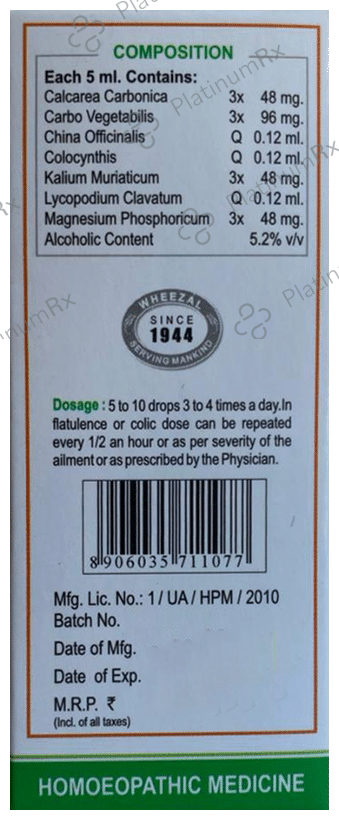 COMPOSITION
Each 5 ml. Contains:
Calcarea Carbonica 3x 48 mg.
Carbo Vegetabilis 3x 96 mg.
China Officinalis Q 0.12 ml.
Colocynthis Q 0.12 ml.
Kalium Muriaticum 3x 48 mg.
Lycopodium Clavatum Q 0.12 ml.
Magnesium Phosphoricum 3x 48 mg.
Alcoholic Content 5.2% v/v
WHEEZAL
SINCE
1944
SERVING MANKIND
Dosage : 5 to 10 drops 3 to 4 times a day.In
flatulence or colic dose can be repeated
every 1/2 an hour or as per severity of the
ailment or as prescribed by the Physician.
8 906035 711077
Mfg. Lic. No.: 1 / UA / HPM / 2010
Batch No.
Date of Mfg.
Date of Exp.
M.R.P. ₹
(Incl. of all taxes)
HOMOEOPATHIC MEDICINE
PlatinumRx
PlatinumRx
PlatinumRx